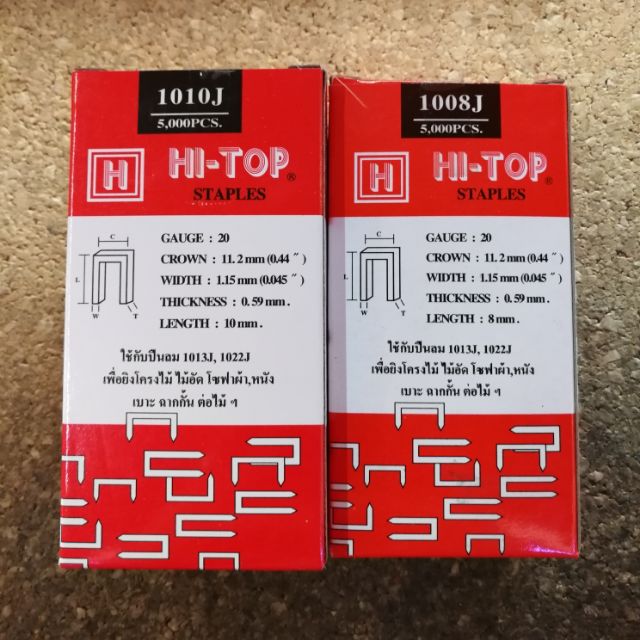 1010J
5,000PCS.
H HI-TOP ®
STAPLES
C
L
W T
GAUGE : 20
CROWN : 11.2 mm (0.44 ″ )
WIDTH : 1.15 mm (0.045 ″ )
THICKNESS : 0.59 mm .
LENGTH : 10 mm .
ใช้กับปืนลม 1013J, 1022J
เพื่อยิงโครงไม้ ไม้อัด โซฟาผ้า,หนัง
เบาะ ฉากกั้น ต่อไม้ ฯ
1008J
5,000PCS.
H HI-TOP ®
STAPLES
C
L
W T
GAUGE : 20
CROWN : 11.2 mm (0.44 ″ )
WIDTH : 1.15 mm (0.045 ″ )
THICKNESS : 0.59 mm .
LENGTH : 8 mm .
ใช้กับปืนลม 1013J, 1022J
เพื่อยิงโครงไม้ ไม้อัด โซฟาผ้า,หนัง
เบาะ ฉากกั้น ต่อไม้ ฯ